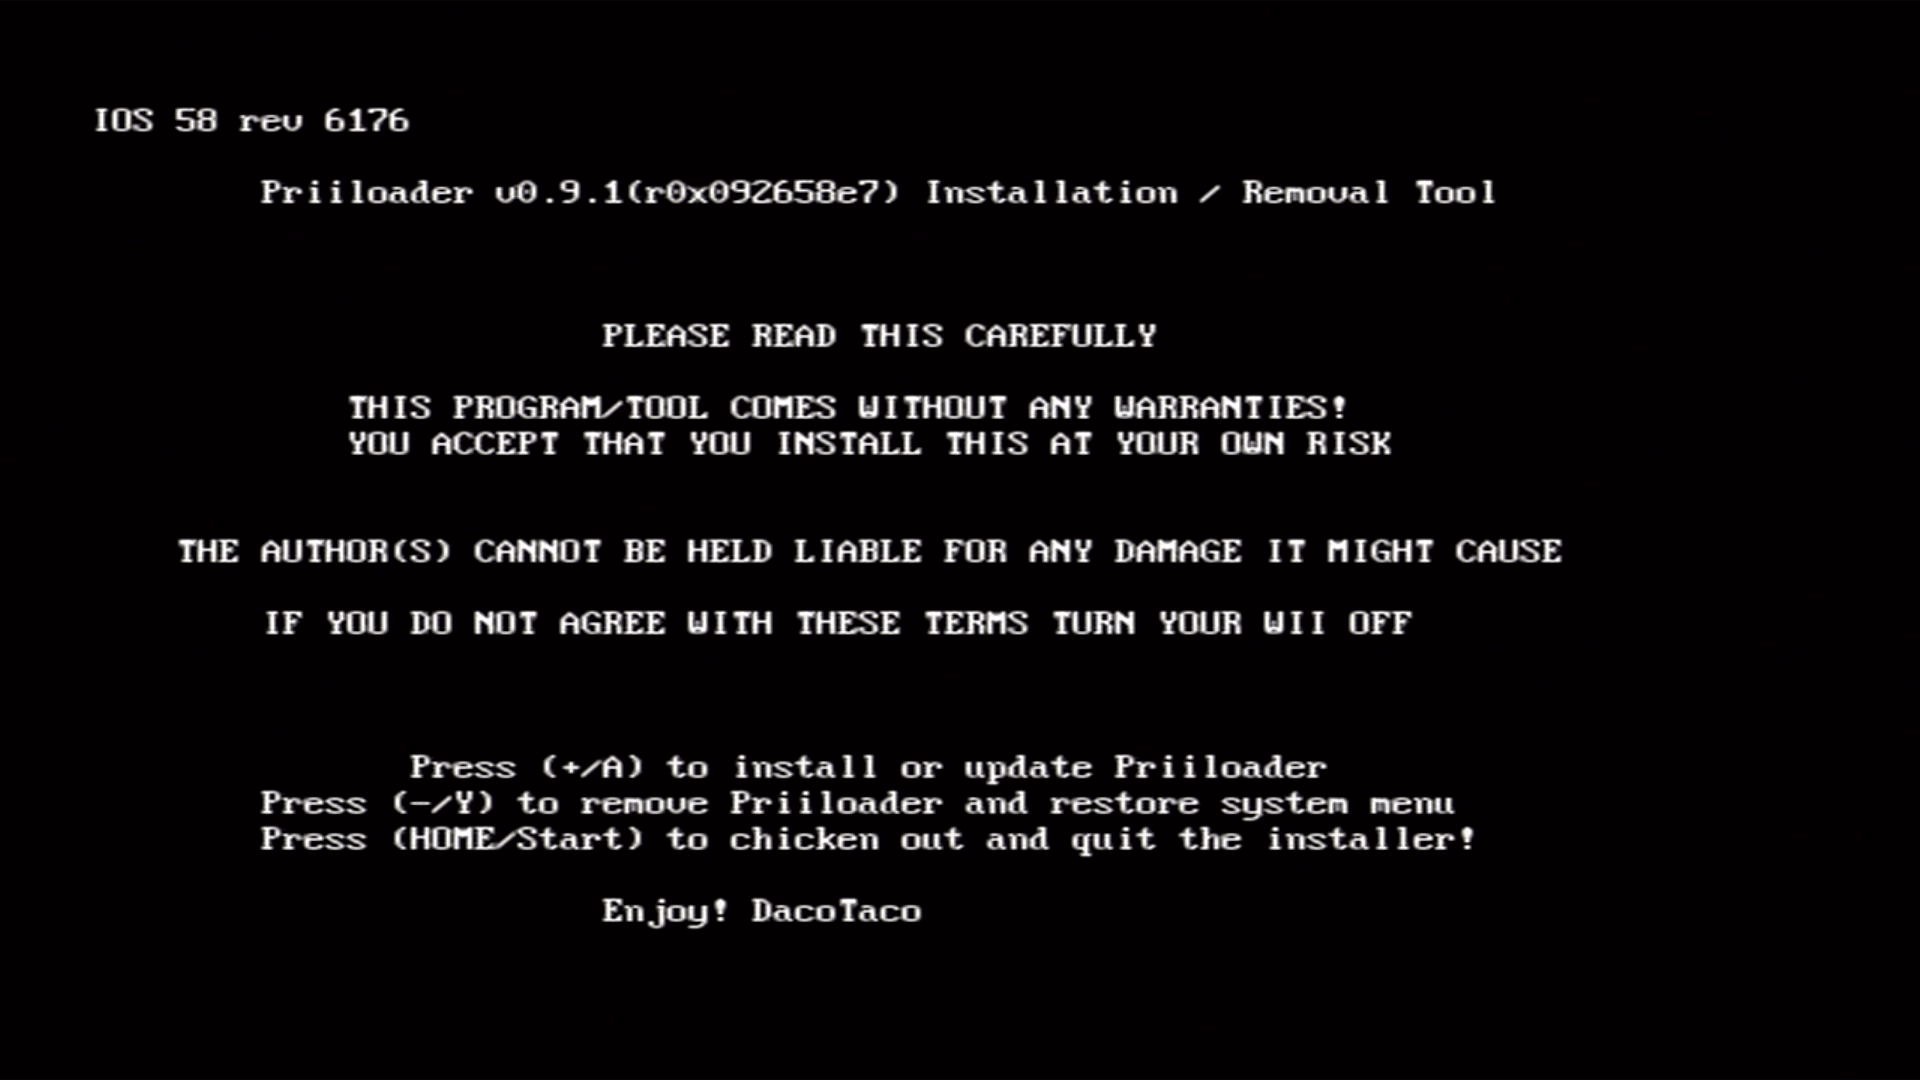 IOS 58 rev 6176
Priiloader v0.9.1(r0x092658e7) Installation / Removal Tool
PLEASE READ THIS CAREFULLY
THIS PROGRAM/TOOL COMES WITHOUT ANY WARRANTIES!
YOU ACCEPT THAT YOU INSTALL THIS AT YOUR OWN RISK
THE AUTHOR(S) CANNOT BE HELD LIABLE FOR ANY DAMAGE IT MIGHT CAUSE
IF YOU DO NOT AGREE WITH THESE TERMS TURN YOUR WII OFF
Press (+/A) to install or update Priiloader
Press (-/Y) to remove Priiloader and restore system menu
Press (HOME/Start) to chicken out and quit the installer!
Enjoy! DacoTaco